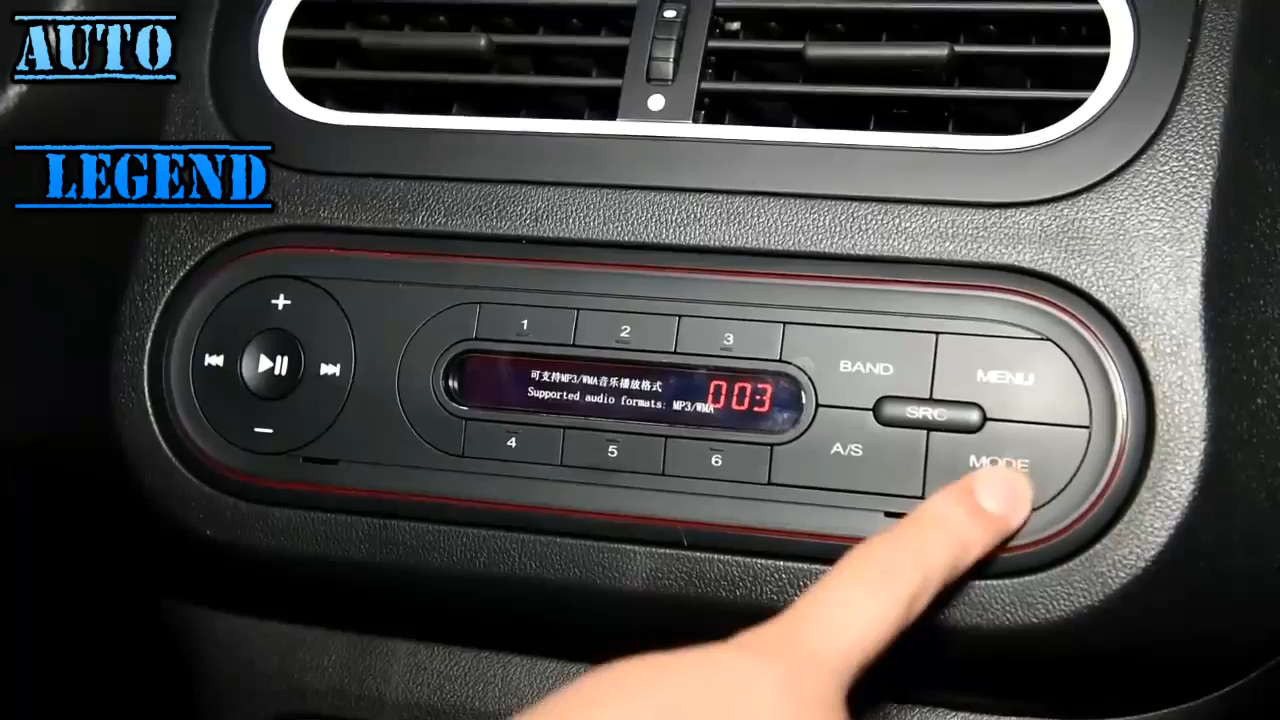 AUTO
LEGEND
1
2
3
可支持MP3/WMA音乐播放格式
Supported audio formats: MP3/WMA
003
BAND
MENU
SRC
4
5
6
A/S
MODE